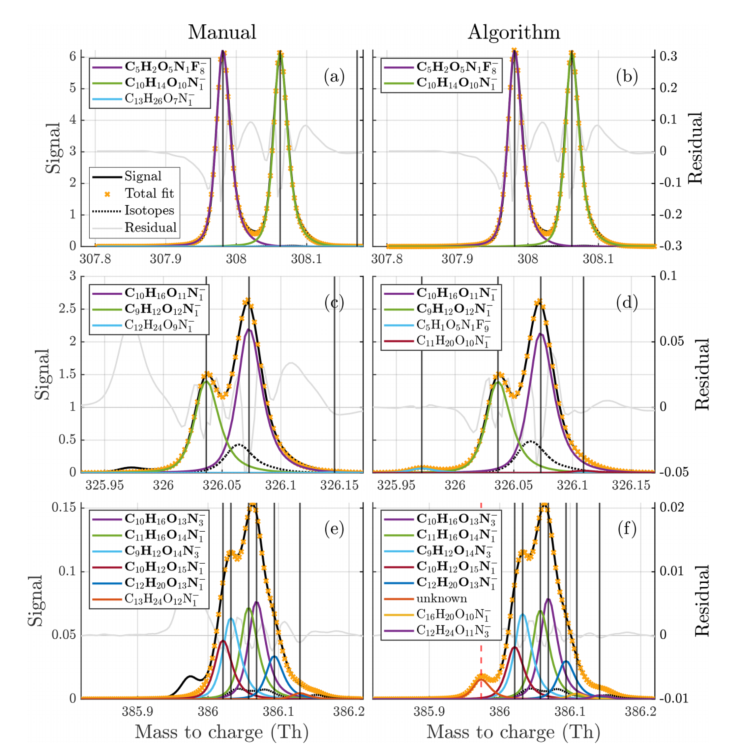 Manual
Algorithm
6
5
4
3
2
1
0
Signal
C₅H₂O₅N₁F₈⁻
C₁₀H₁₄O₁₀N₁⁻
C₁₃H₂₆O₇N₁⁻
(a)
Signal
Total fit
Isotopes
Residual
307.8 307.9 308 308.1
C₅H₂O₅N₁F₈⁻
C₁₀H₁₄O₁₀N₁⁻
(b)
0.3
0.2
0.1
0
-0.1
-0.2
-0.3
Residual
307.8 307.9 308 308.1
3
2.5
2
1.5
1
0.5
0
Signal
C₁₀H₁₆O₁₁N₁⁻
C₉H₁₂O₁₂N₁⁻
C₁₂H₂₄O₉N₁⁻
(c)
325.95 326 326.05 326.1 326.15
C₁₀H₁₆O₁₁N₁⁻
C₉H₁₂O₁₂N₁⁻
C₅H₁O₅N₁F₉⁻
C₁₁H₂₀O₁₀N₁⁻
(d)
0.1
0.05
0
-0.05
Residual
325.95 326 326.05 326.1 326.15
0.15
0.1
0.05
0
Signal
C₁₀H₁₆O₁₃N₃⁻
C₁₁H₁₆O₁₄N₁⁻
C₉H₁₂O₁₄N₃⁻
C₁₀H₁₂O₁₅N₁⁻
C₁₂H₂₀O₁₃N₁⁻
C₁₃H₂₄O₁₂N₁⁻
(e)
385.9 386 386.1 386.2
Mass to charge (Th)
C₁₀H₁₆O₁₃N₃⁻
C₁₁H₁₆O₁₄N₁⁻
C₉H₁₂O₁₄N₃⁻
C₁₀H₁₂O₁₅N₁⁻
C₁₂H₂₀O₁₃N₁⁻
unknown
C₁₆H₂₀O₁₀N₁⁻
C₁₂H₂₄O₁₁N₃⁻
(f)
0.02
0.01
0
-0.01
Residual
385.9 386 386.1 386.2
Mass to charge (Th)